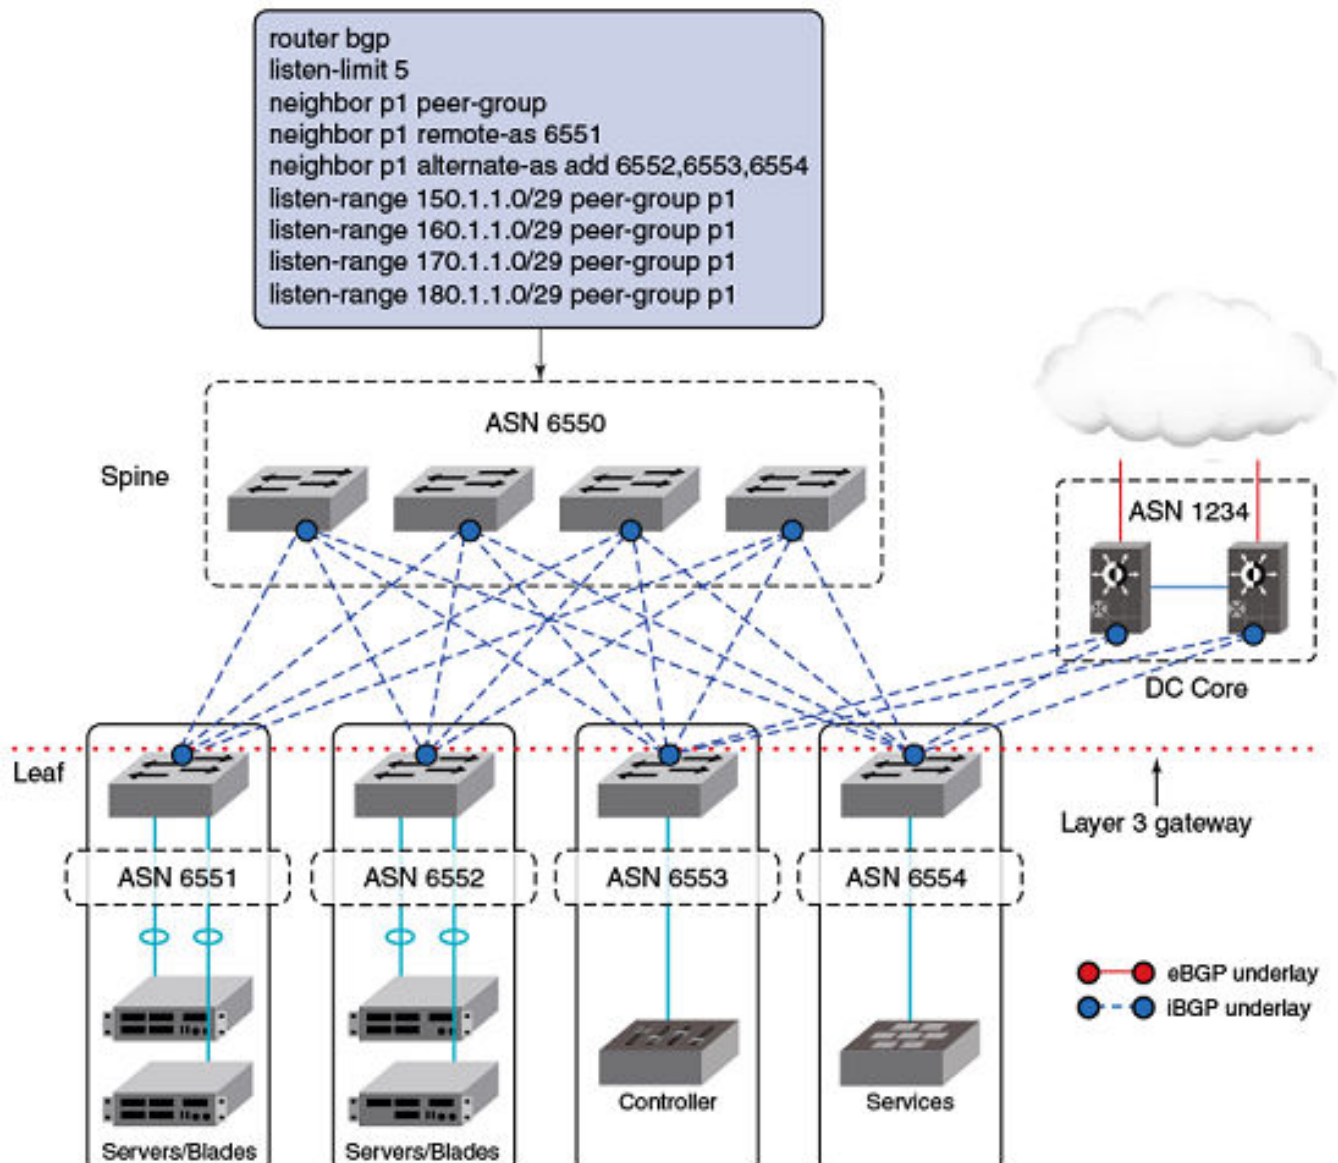 router bgp
listen-limit 5
neighbor p1 peer-group
neighbor p1 remote-as 6551
neighbor p1 alternate-as add 6552,6553,6554
listen-range 150.1.1.0/29 peer-group p1
listen-range 160.1.1.0/29 peer-group p1
listen-range 170.1.1.0/29 peer-group p1
listen-range 180.1.1.0/29 peer-group p1
ASN 6550
Spine
ASN 1234
DC Core
Leaf
Layer 3 gateway
ASN 6551
ASN 6552
ASN 6553
ASN 6554
eBGP underlay
iBGP underlay
Controller
Services
Servers/Blades
Servers/Blades